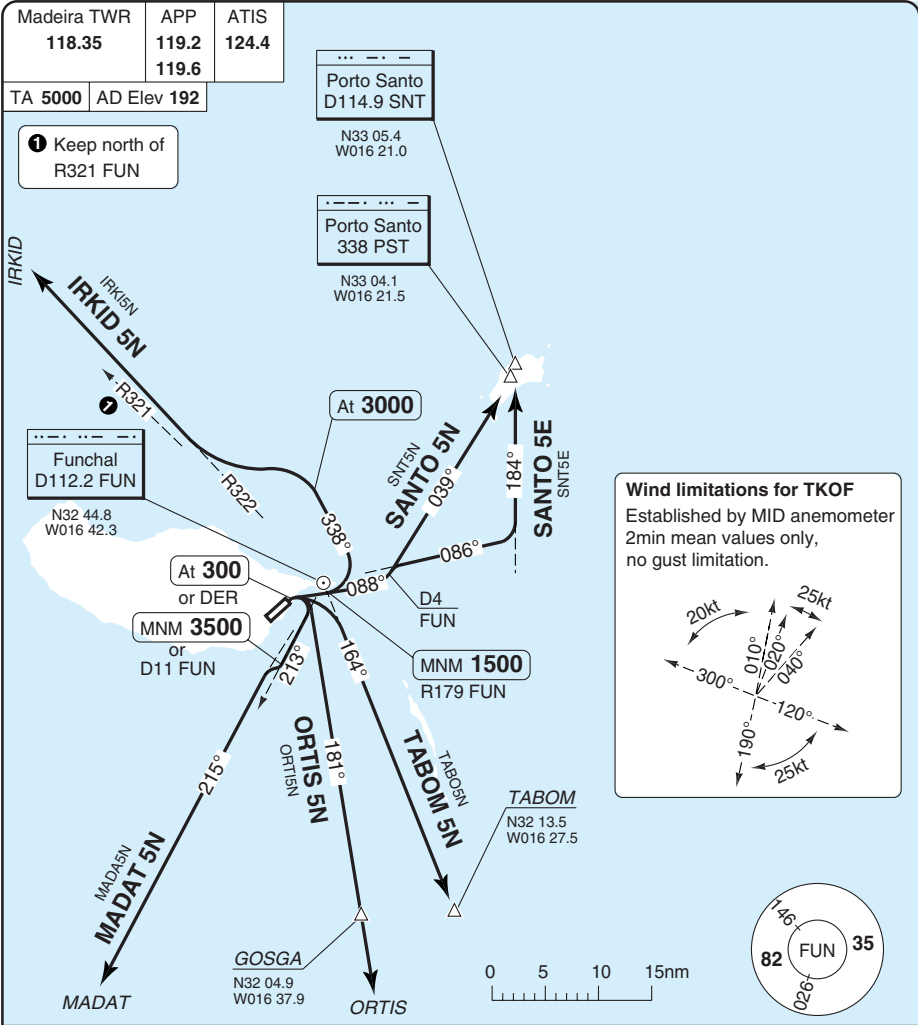 Madeira TWR
118.35
APP
119.2
119.6
ATIS
124.4
TA 5000
AD Elev 192
1 Keep north of
R321 FUN
Porto Santo
D114.9 SNT
N33 05.4
W016 21.0
Porto Santo
338 PST
N33 04.1
W016 21.5
IRKID
IRKI5N
IRKID 5N
R321
1
R322
At 3000
Funchal
D112.2 FUN
N32 44.8
W016 42.3
338°
SNT5N
SANTO 5N
039°
184°
SANTO 5E
SNT5E
086°
088°
D4
FUN
At 300
or DER
MNM 3500
or
D11 FUN
MNM 1500
R179 FUN
213°
164°
215°
181°
MADA5N
MADAT 5N
MADAT
ORTIS 5N
ORTI5N
ORTIS
TABO5N
TABOM 5N
TABOM
N32 13.5
W016 27.5
GOSGA
N32 04.9
W016 37.9
Wind limitations for TKOF
Established by MID anemometer
2min mean values only,
no gust limitation.
20kt
25kt
010°
020°
040°
300°
120°
190°
25kt
0 5 10 15nm
146
82 FUN 35
026